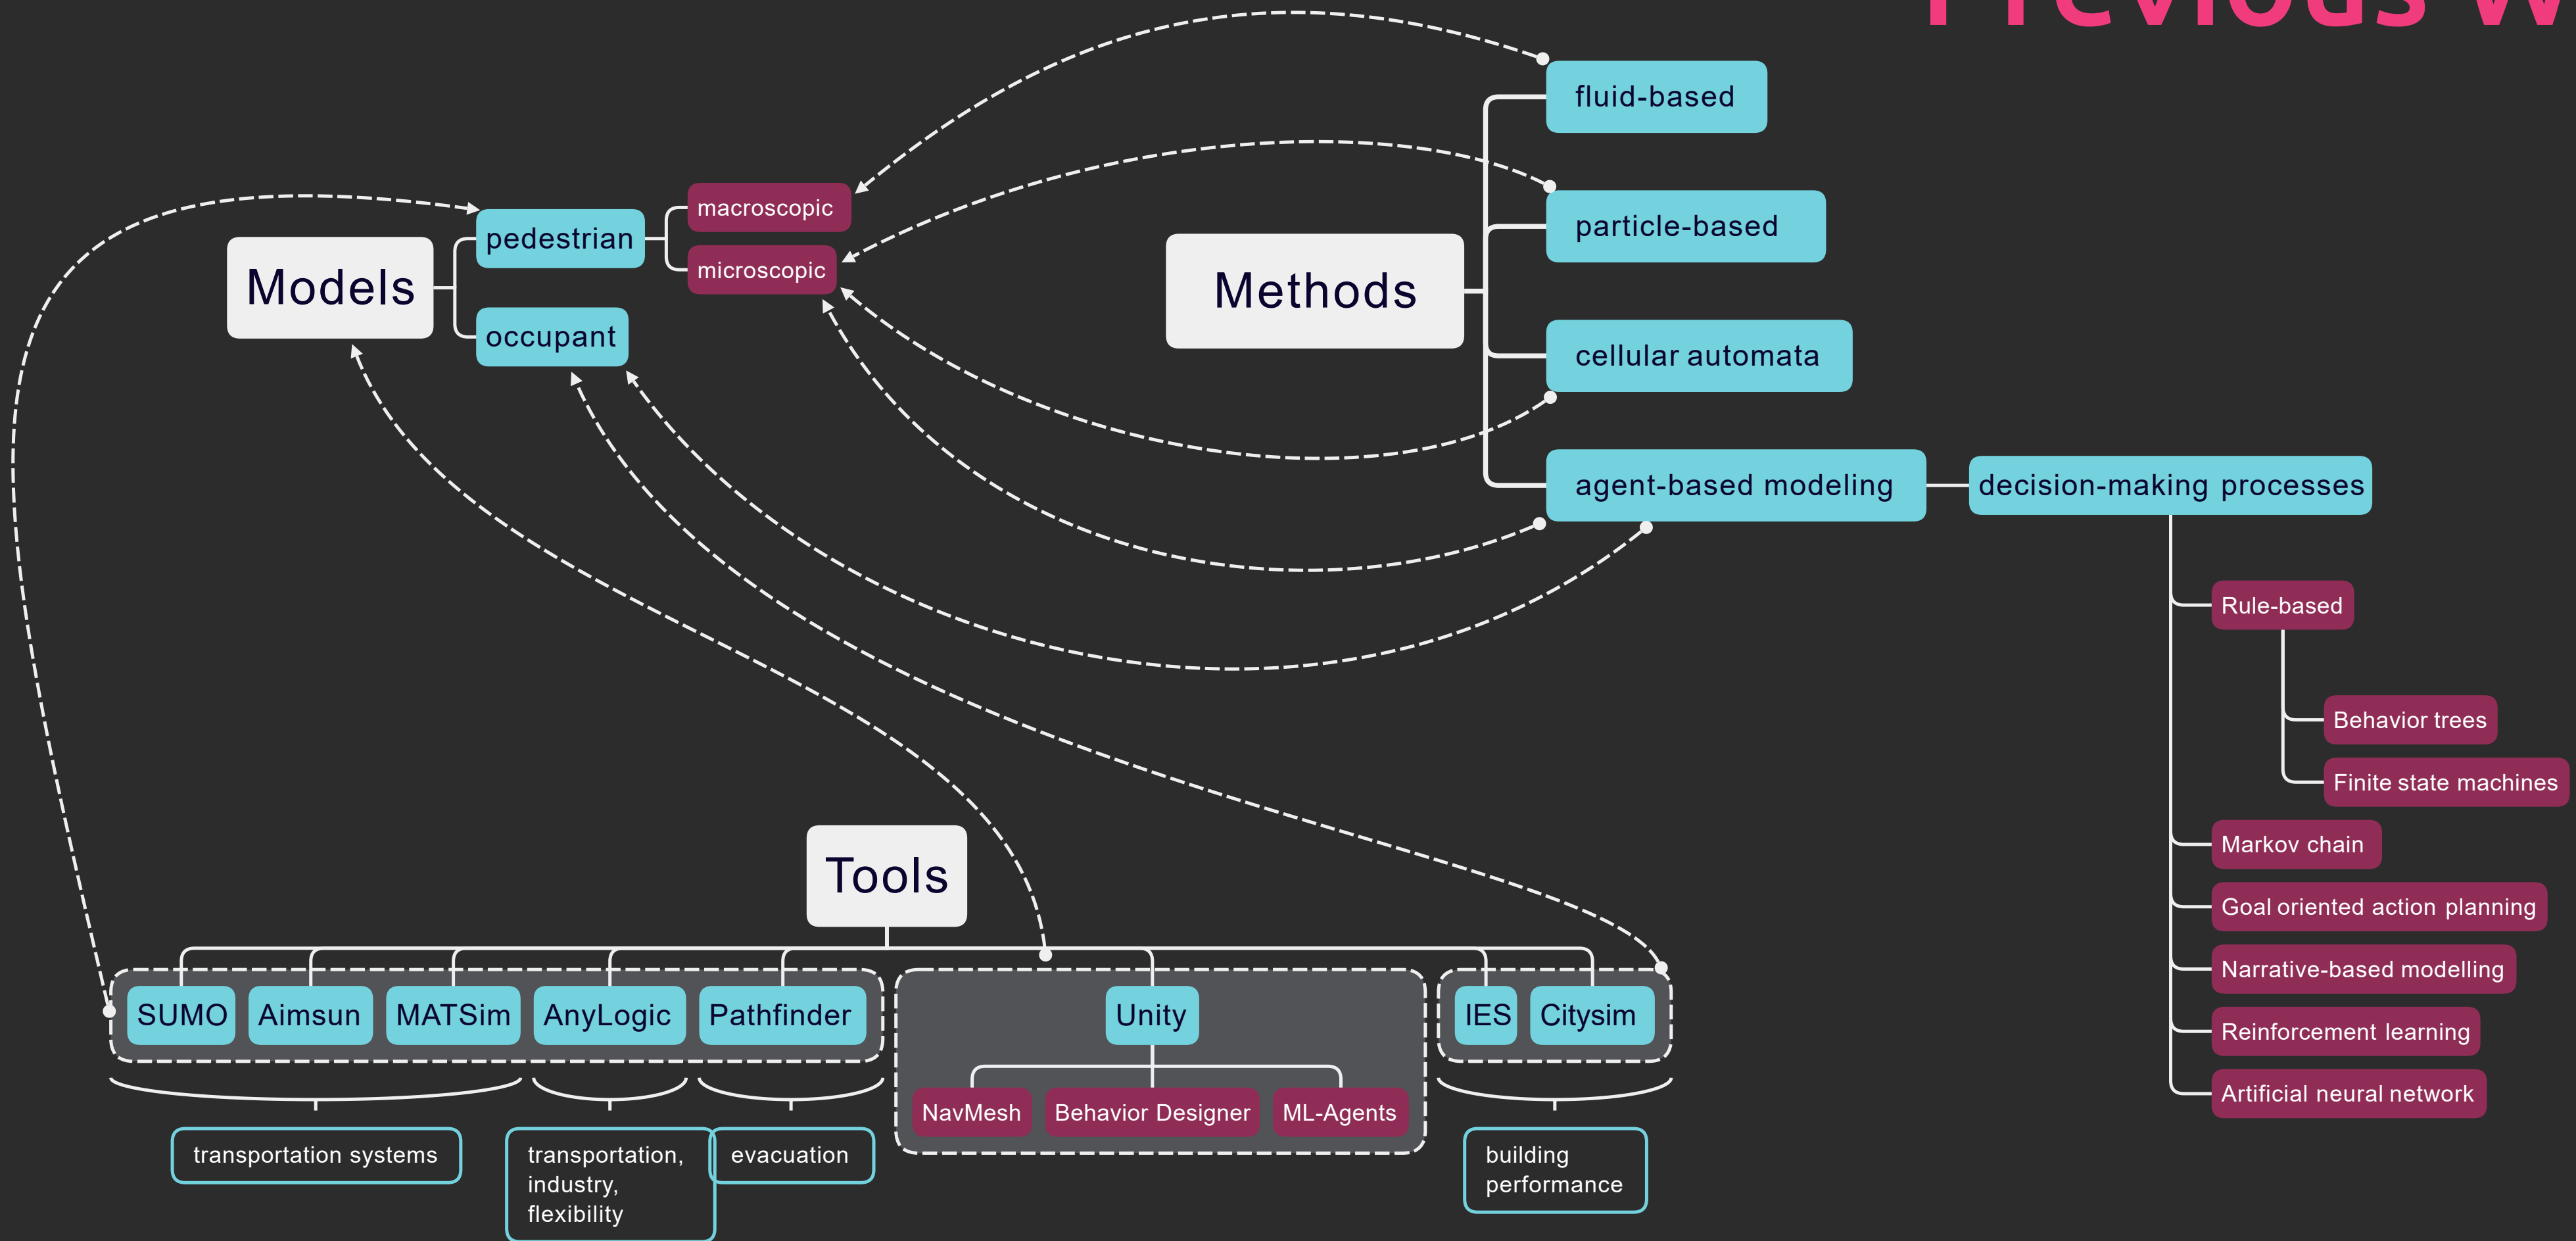 Previous W
fluid-based
particle-based
cellular automata
agent-based modeling
Methods
decision-making processes
Rule-based
Behavior trees
Finite state machines
Markov chain
Goal oriented action planning
Narrative-based modelling
Reinforcement learning
Artificial neural network
Models
pedestrian
occupant
macroscopic
microscopic
Tools
SUMO
Aimsun
MATSim
AnyLogic
Pathfinder
Unity
IES
Citysim
NavMesh
Behavior Designer
ML-Agents
transportation systems
transportation,
industry,
flexibility
evacuation
building
performance